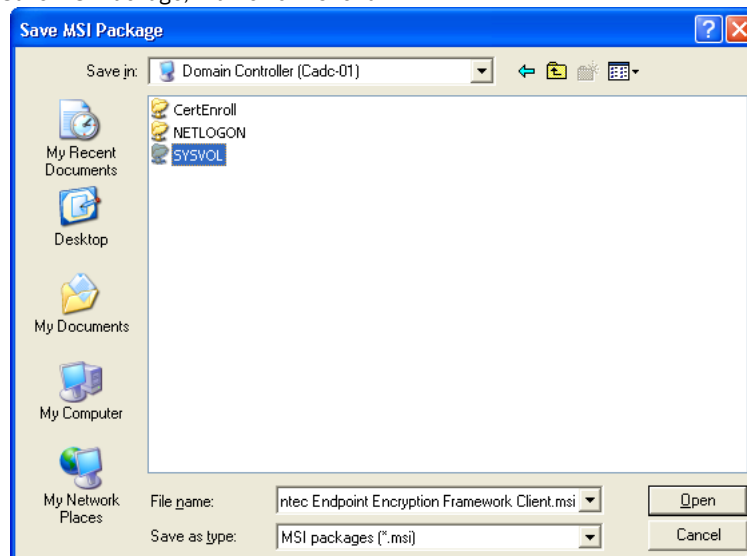 Save MSI Package
Save in:
Domain Controller (Cadc-01)
My Recent
Documents
Desktop
My Documents
My Computer
My Network
Places
CertEnroll
NETLOGON
SYSVOL
File name:
ntec Endpoint Encryption Framework Client.msi
Open
Save as type:
MSI packages (*.msi)
Cancel